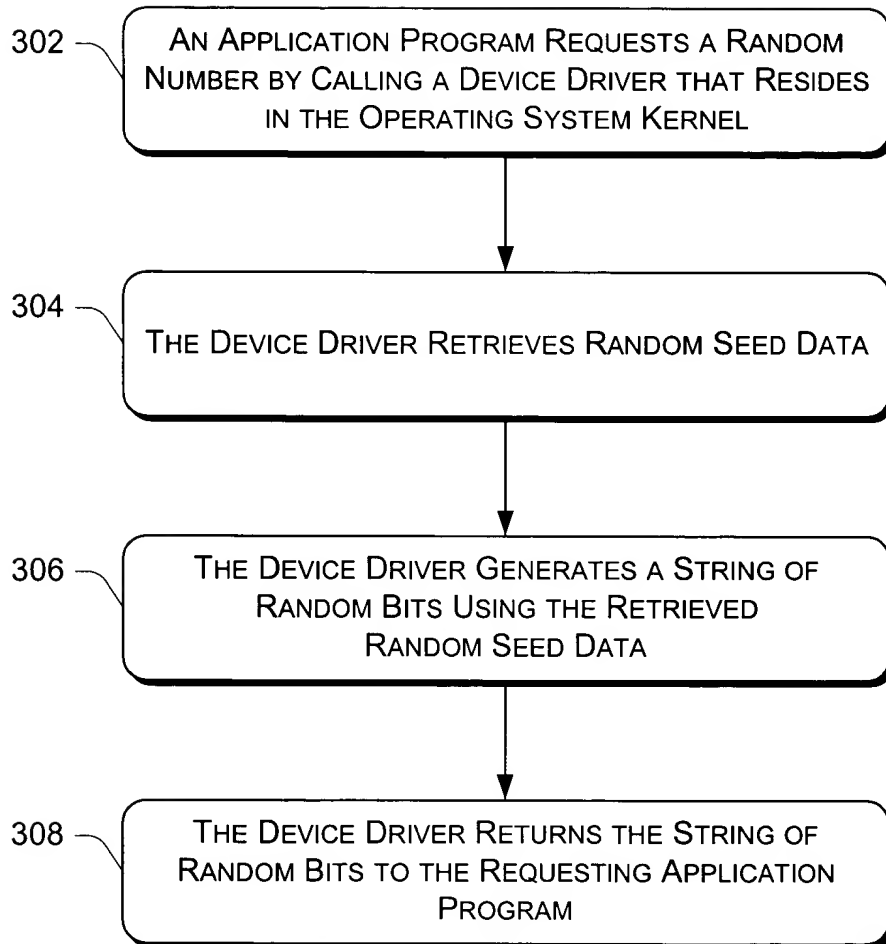 302
AN APPLICATION PROGRAM REQUESTS A RANDOM
NUMBER BY CALLING A DEVICE DRIVER THAT RESIDES
IN THE OPERATING SYSTEM KERNEL
304
THE DEVICE DRIVER RETRIEVES RANDOM SEED DATA
306
THE DEVICE DRIVER GENERATES A STRING OF
RANDOM BITS USING THE RETRIEVED
RANDOM SEED DATA
308
THE DEVICE DRIVER RETURNS THE STRING OF
RANDOM BITS TO THE REQUESTING APPLICATION
PROGRAM